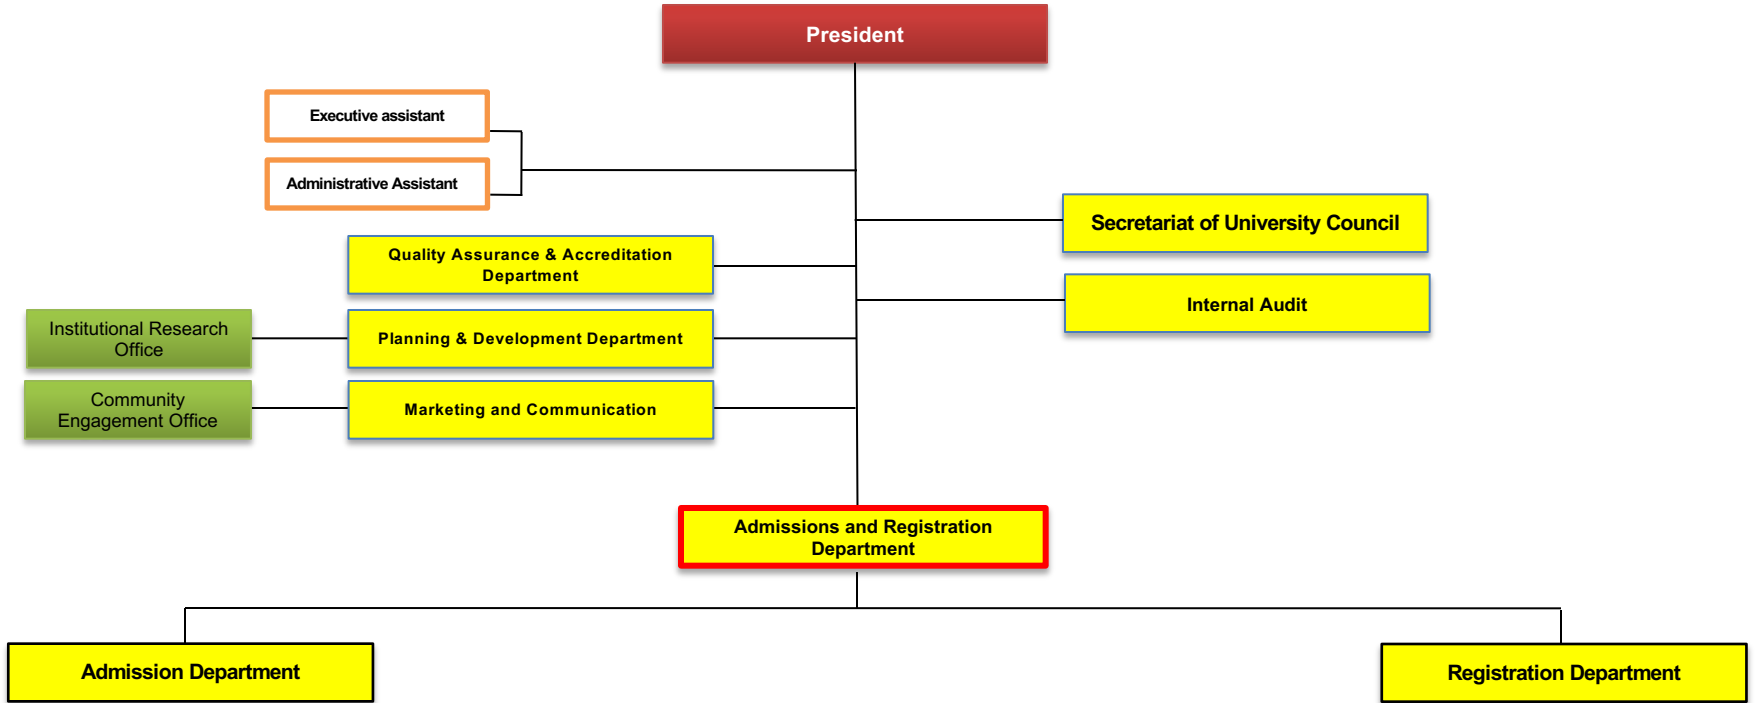 President
Executive assistant
Administrative Assistant
Secretariat of University Council
Quality Assurance & Accreditation
Department
Internal Audit
Institutional Research
Office
Planning & Development Department
Community
Engagement Office
Marketing and Communication
Admissions and Registration
Department
Admission Department
Registration Department